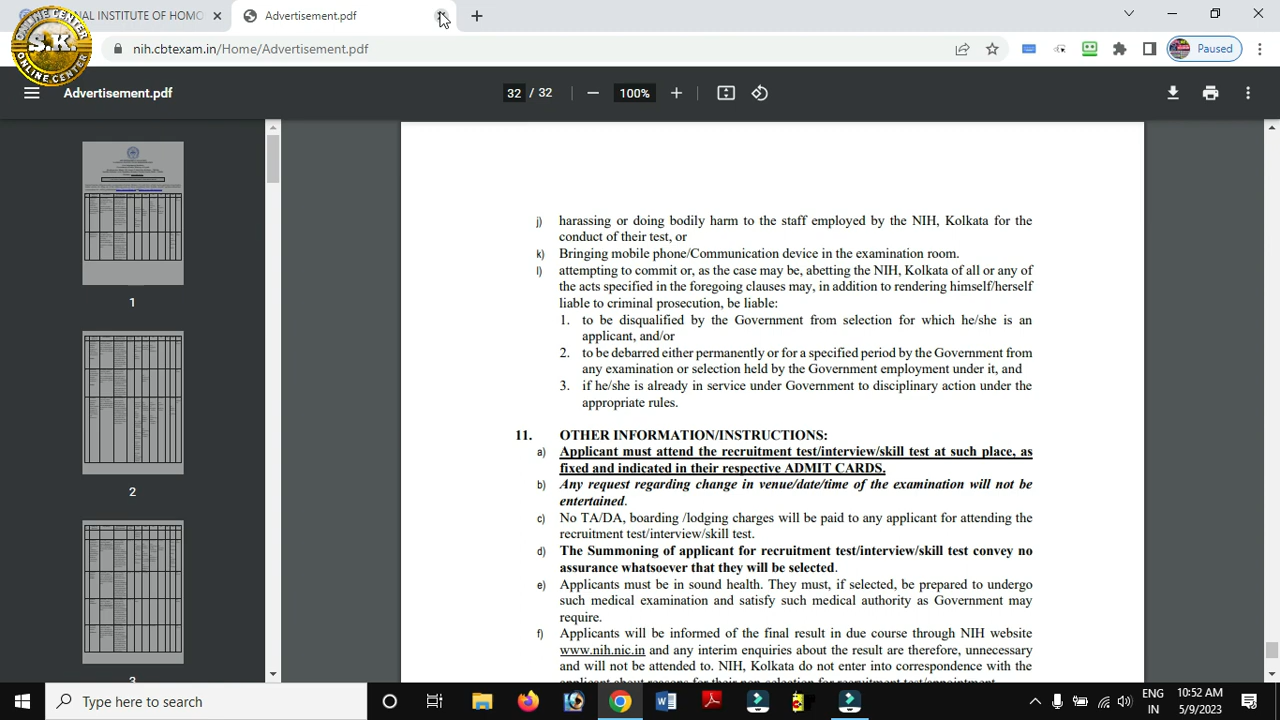 NAL INSTITUTE OF HOMO
Advertisement.pdf
ONLINE CENTER
S.K.
ONLINE CENTER
nih.cbtexam.in/Home/Advertisement.pdf
Paused
Advertisement.pdf
32 / 32
100%
1
2
3
j) harassing or doing bodily harm to the staff employed by the NIH, Kolkata for the
conduct of their test, or
k) Bringing mobile phone/Communication device in the examination room.
l) attempting to commit or, as the case may be, abetting the NIH, Kolkata of all or any of
the acts specified in the foregoing clauses may, in addition to rendering himself/herself
liable to criminal prosecution, be liable:
1. to be disqualified by the Government from selection for which he/she is an
applicant, and/or
2. to be debarred either permanently or for a specified period by the Government from
any examination or selection held by the Government employment under it, and
3. if he/she is already in service under Government to disciplinary action under the
appropriate rules.
11. OTHER INFORMATION/INSTRUCTIONS:
a) Applicant must attend the recruitment test/interview/skill test at such place, as
fixed and indicated in their respective ADMIT CARDS.
b) Any request regarding change in venue/date/time of the examination will not be
entertained.
c) No TA/DA, boarding /lodging charges will be paid to any applicant for attending the
recruitment test/interview/skill test.
d) The Summoning of applicant for recruitment test/interview/skill test convey no
assurance whatsoever that they will be selected.
e) Applicants must be in sound health. They must, if selected, be prepared to undergo
such medical examination and satisfy such medical authority as Government may
require.
f) Applicants will be informed of the final result in due course through NIH website
www.nih.nic.in and any interim enquiries about the result are therefore, unnecessary
and will not be attended to. NIH, Kolkata do not enter into correspondence with the
applicant about reasons for their non-selection for recruitment test/appointment.
Type here to search
ENG
IN
10:52 AM
5/9/2023